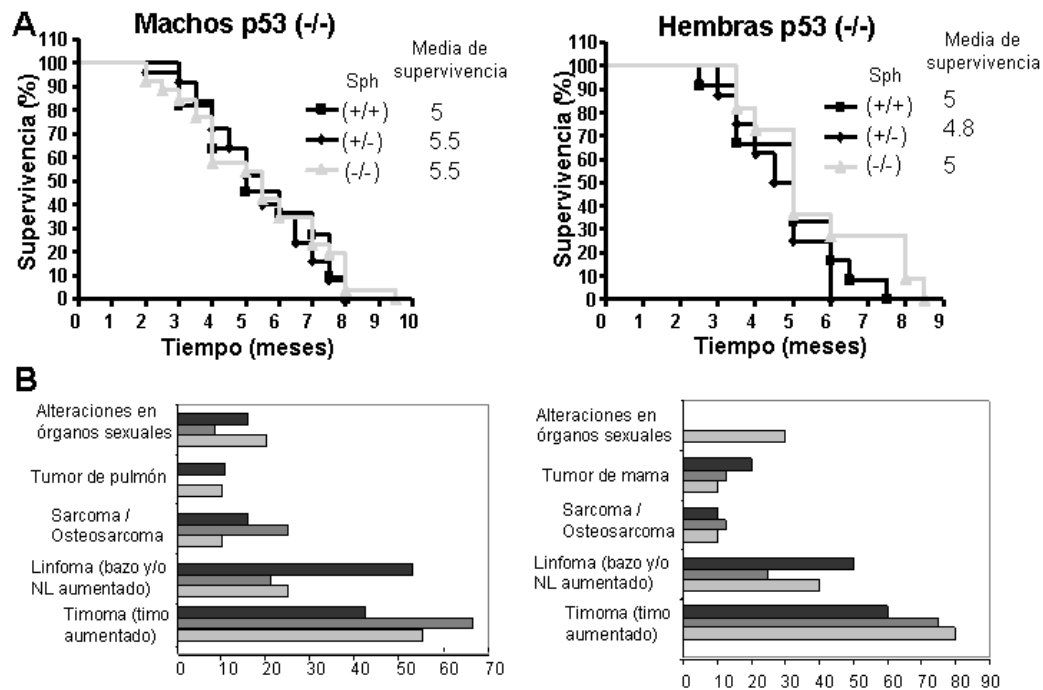 A
Machos p53 (-/-)
Supervivencia (%)
110
100
90
80
70
60
50
40
30
20
10
0
0 1 2 3 4 5 6 7 8 9 10
Tiempo (meses)
Sph
Media de
supervivencia
(+/+) 5
(+/-) 5.5
(-/-) 5.5
Hembras p53 (-/-)
Supervivencia (%)
110
100
90
80
70
60
50
40
30
20
10
0
0 1 2 3 4 5 6 7 8 9
Tiempo (meses)
Sph
Media de
supervivencia
(+/+) 5
(+/-) 4.8
(-/-) 5
B
Alteraciones en
órganos sexuales
Tumor de pulmón
Sarcoma /
Osteosarcoma
Linfoma (bazo y/o
NL aumentado)
Timoma (timo
aumentado)
0 10 20 30 40 50 60 70
Alteraciones en
órganos sexuales
Tumor de mama
Sarcoma /
Osteosarcoma
Linfoma (bazo y/o
NL aumentado)
Timoma (timo
aumentado)
0 10 20 30 40 50 60 70 80 90